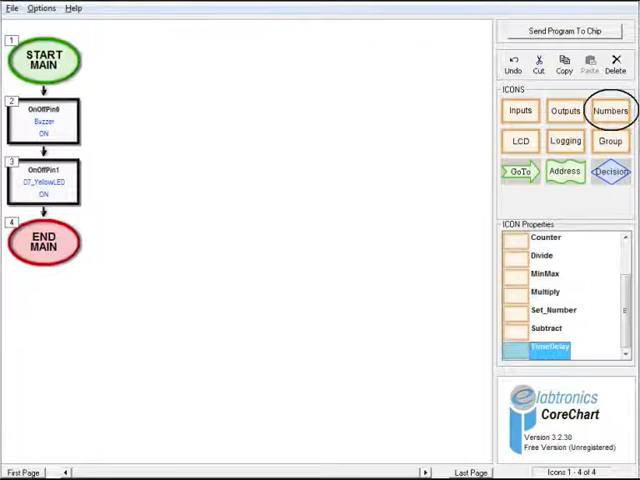 File Options Help
1
START
MAIN
2
OnOffPin0
Buzzer
ON
3
OnOffPin1
O7_YellowLED
ON
4
END
MAIN
Send Program To Chip
Undo Cut Copy Paste Delete
ICONS
Inputs Outputs Numbers
LCD Logging Group
GoTo Address Decision
ICON Properties
Counter
Divide
MinMax
Multiply
Set_Number
Subtract
TimeDelay
elabtronics
CoreChart
Version 3.2.30
Free Version (Unregistered)
First Page Last Page Icons 1 - 4 of 4